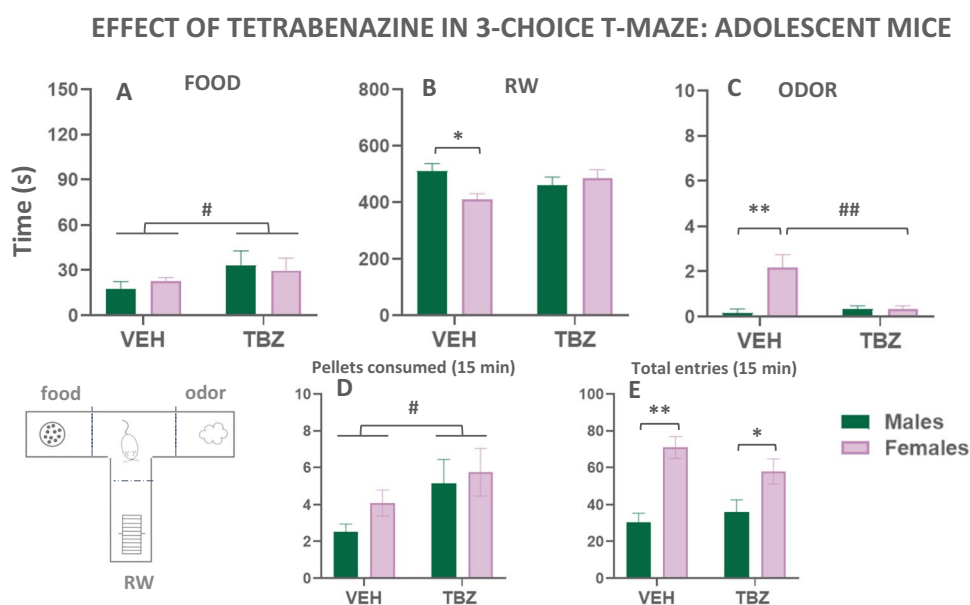 EFFECT OF TETRABENAZINE IN 3-CHOICE T-MAZE: ADOLESCENT MICE
A
FOOD
Time (s)
150
120
90
60
30
0
#
VEH
TBZ
B
RW
800
600
400
200
0
*
VEH
TBZ
C
ODOR
10
8
6
4
2
0
**
##
VEH
TBZ
food
odor
RW
Pellets consumed (15 min)
D
10
8
6
4
2
0
#
VEH
TBZ
Total entries (15 min)
E
100
80
60
40
20
0
**
*
VEH
TBZ
Males
Females